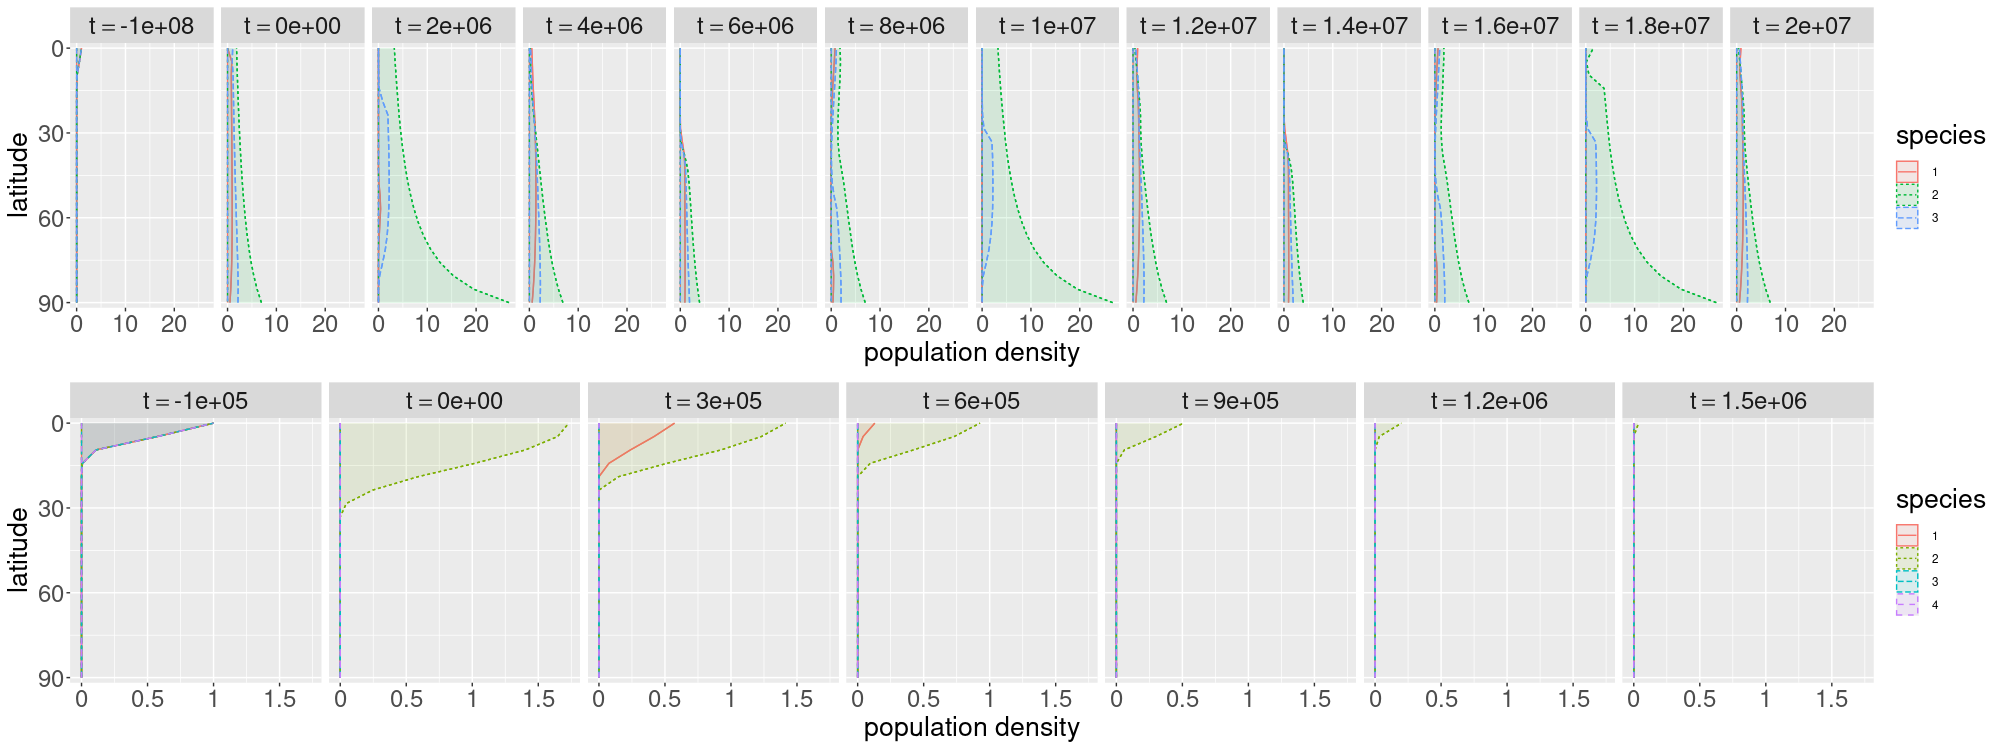 t = -1e+08 t = 0e+00 t = 2e+06 t = 4e+06 t = 6e+06 t = 8e+06 t = 1e+07 t = 1.2e+07 t = 1.4e+07 t = 1.6e+07 t = 1.8e+07 t = 2e+07
0
30
60
90
latitude
0 10 20 0 10 20 0 10 20 0 10 20 0 10 20 0 10 20 0 10 20 0 10 20 0 10 20 0 10 20 0 10 20 0 10 20
population density
species
1
2
3
t = -1e+05 t = 0e+00 t = 3e+05 t = 6e+05 t = 9e+05 t = 1.2e+06 t = 1.5e+06
0
30
60
90
latitude
0 0.5 1 1.5 0 0.5 1 1.5 0 0.5 1 1.5 0 0.5 1 1.5 0 0.5 1 1.5 0 0.5 1 1.5 0 0.5 1 1.5
population density
species
1
2
3
4